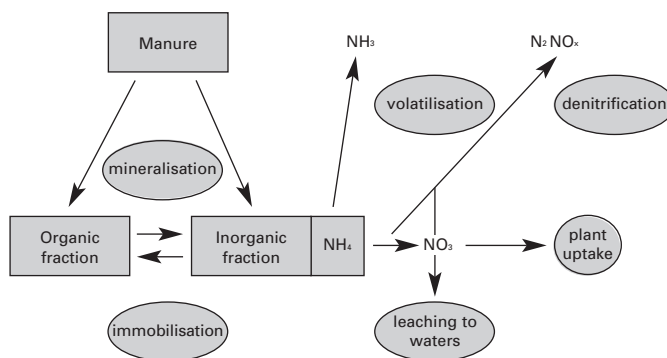 Manure
NH₃
N₂ NOₓ
volatilisation
denitrification
mineralisation
Organic
fraction
Inorganic
fraction
NH₄
NO₃
plant
uptake
immobilisation
leaching to
waters